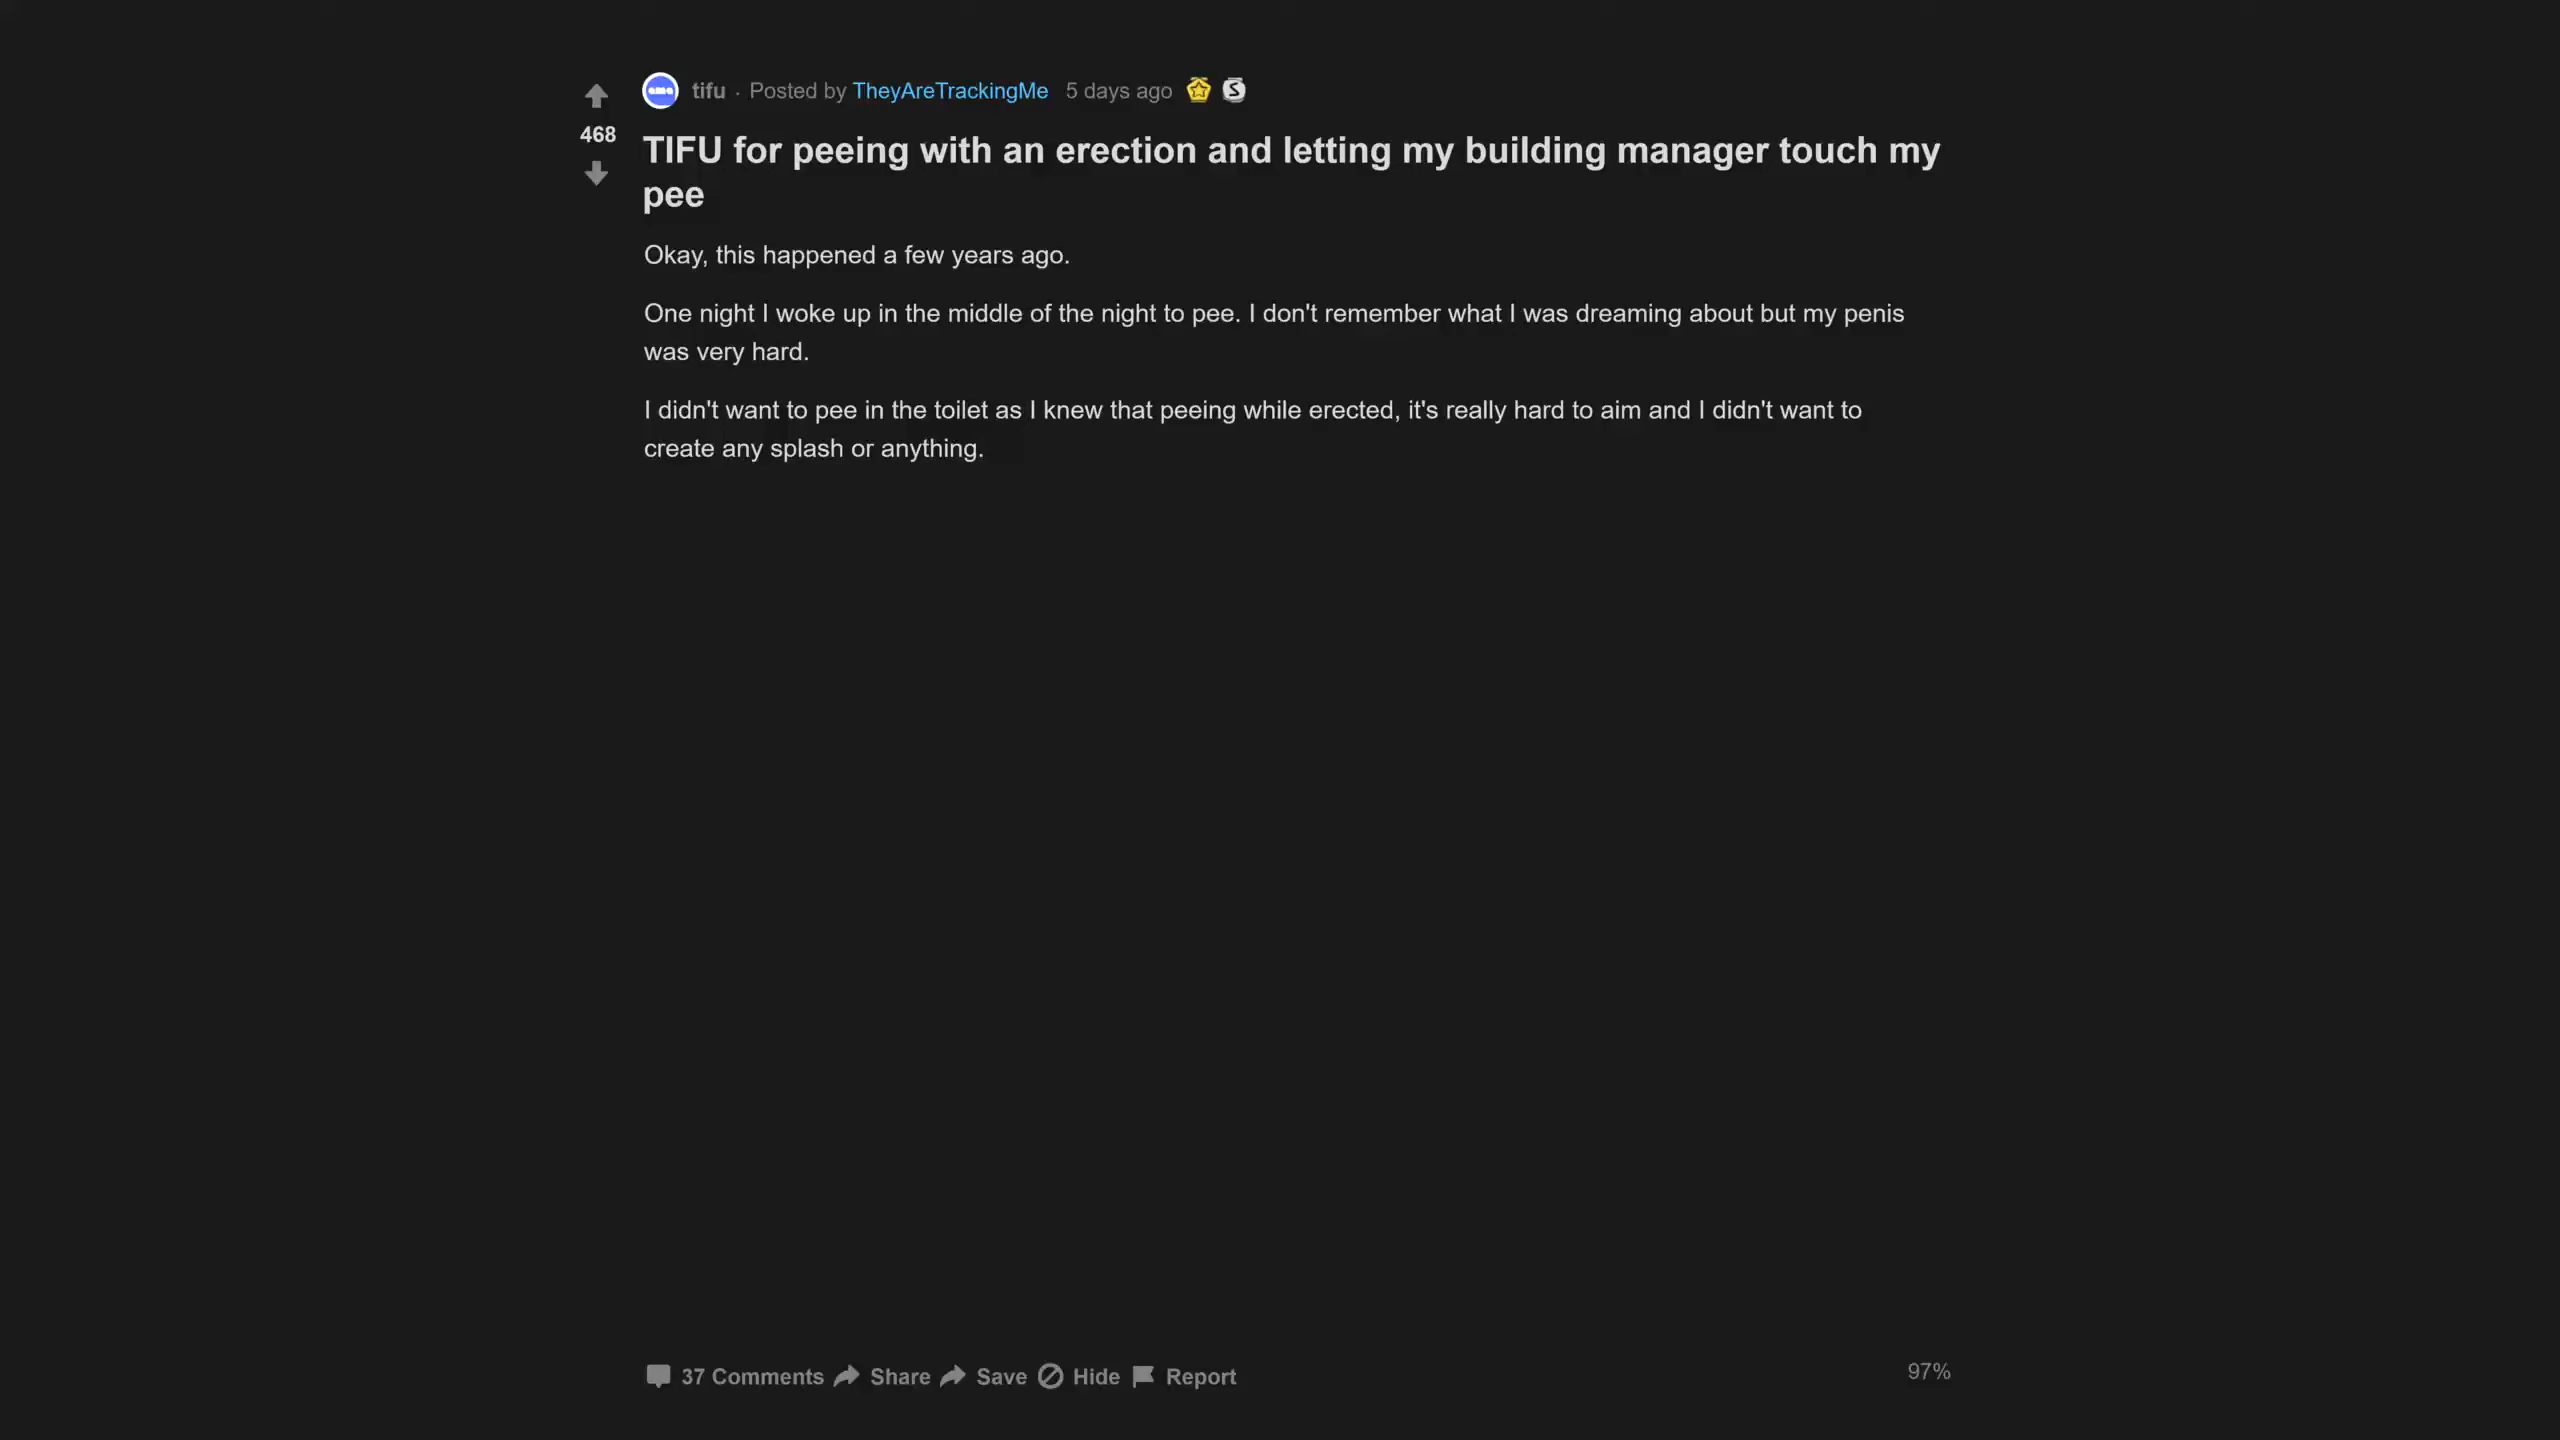 tifu · Posted by TheyAreTrackingMe 5 days ago
468
TIFU for peeing with an erection and letting my building manager touch my
pee
Okay, this happened a few years ago.
One night I woke up in the middle of the night to pee. I don't remember what I was dreaming about but my penis
was very hard.
I didn't want to pee in the toilet as I knew that peeing while erected, it's really hard to aim and I didn't want to
create any splash or anything.
37 Comments Share Save Hide Report
97%